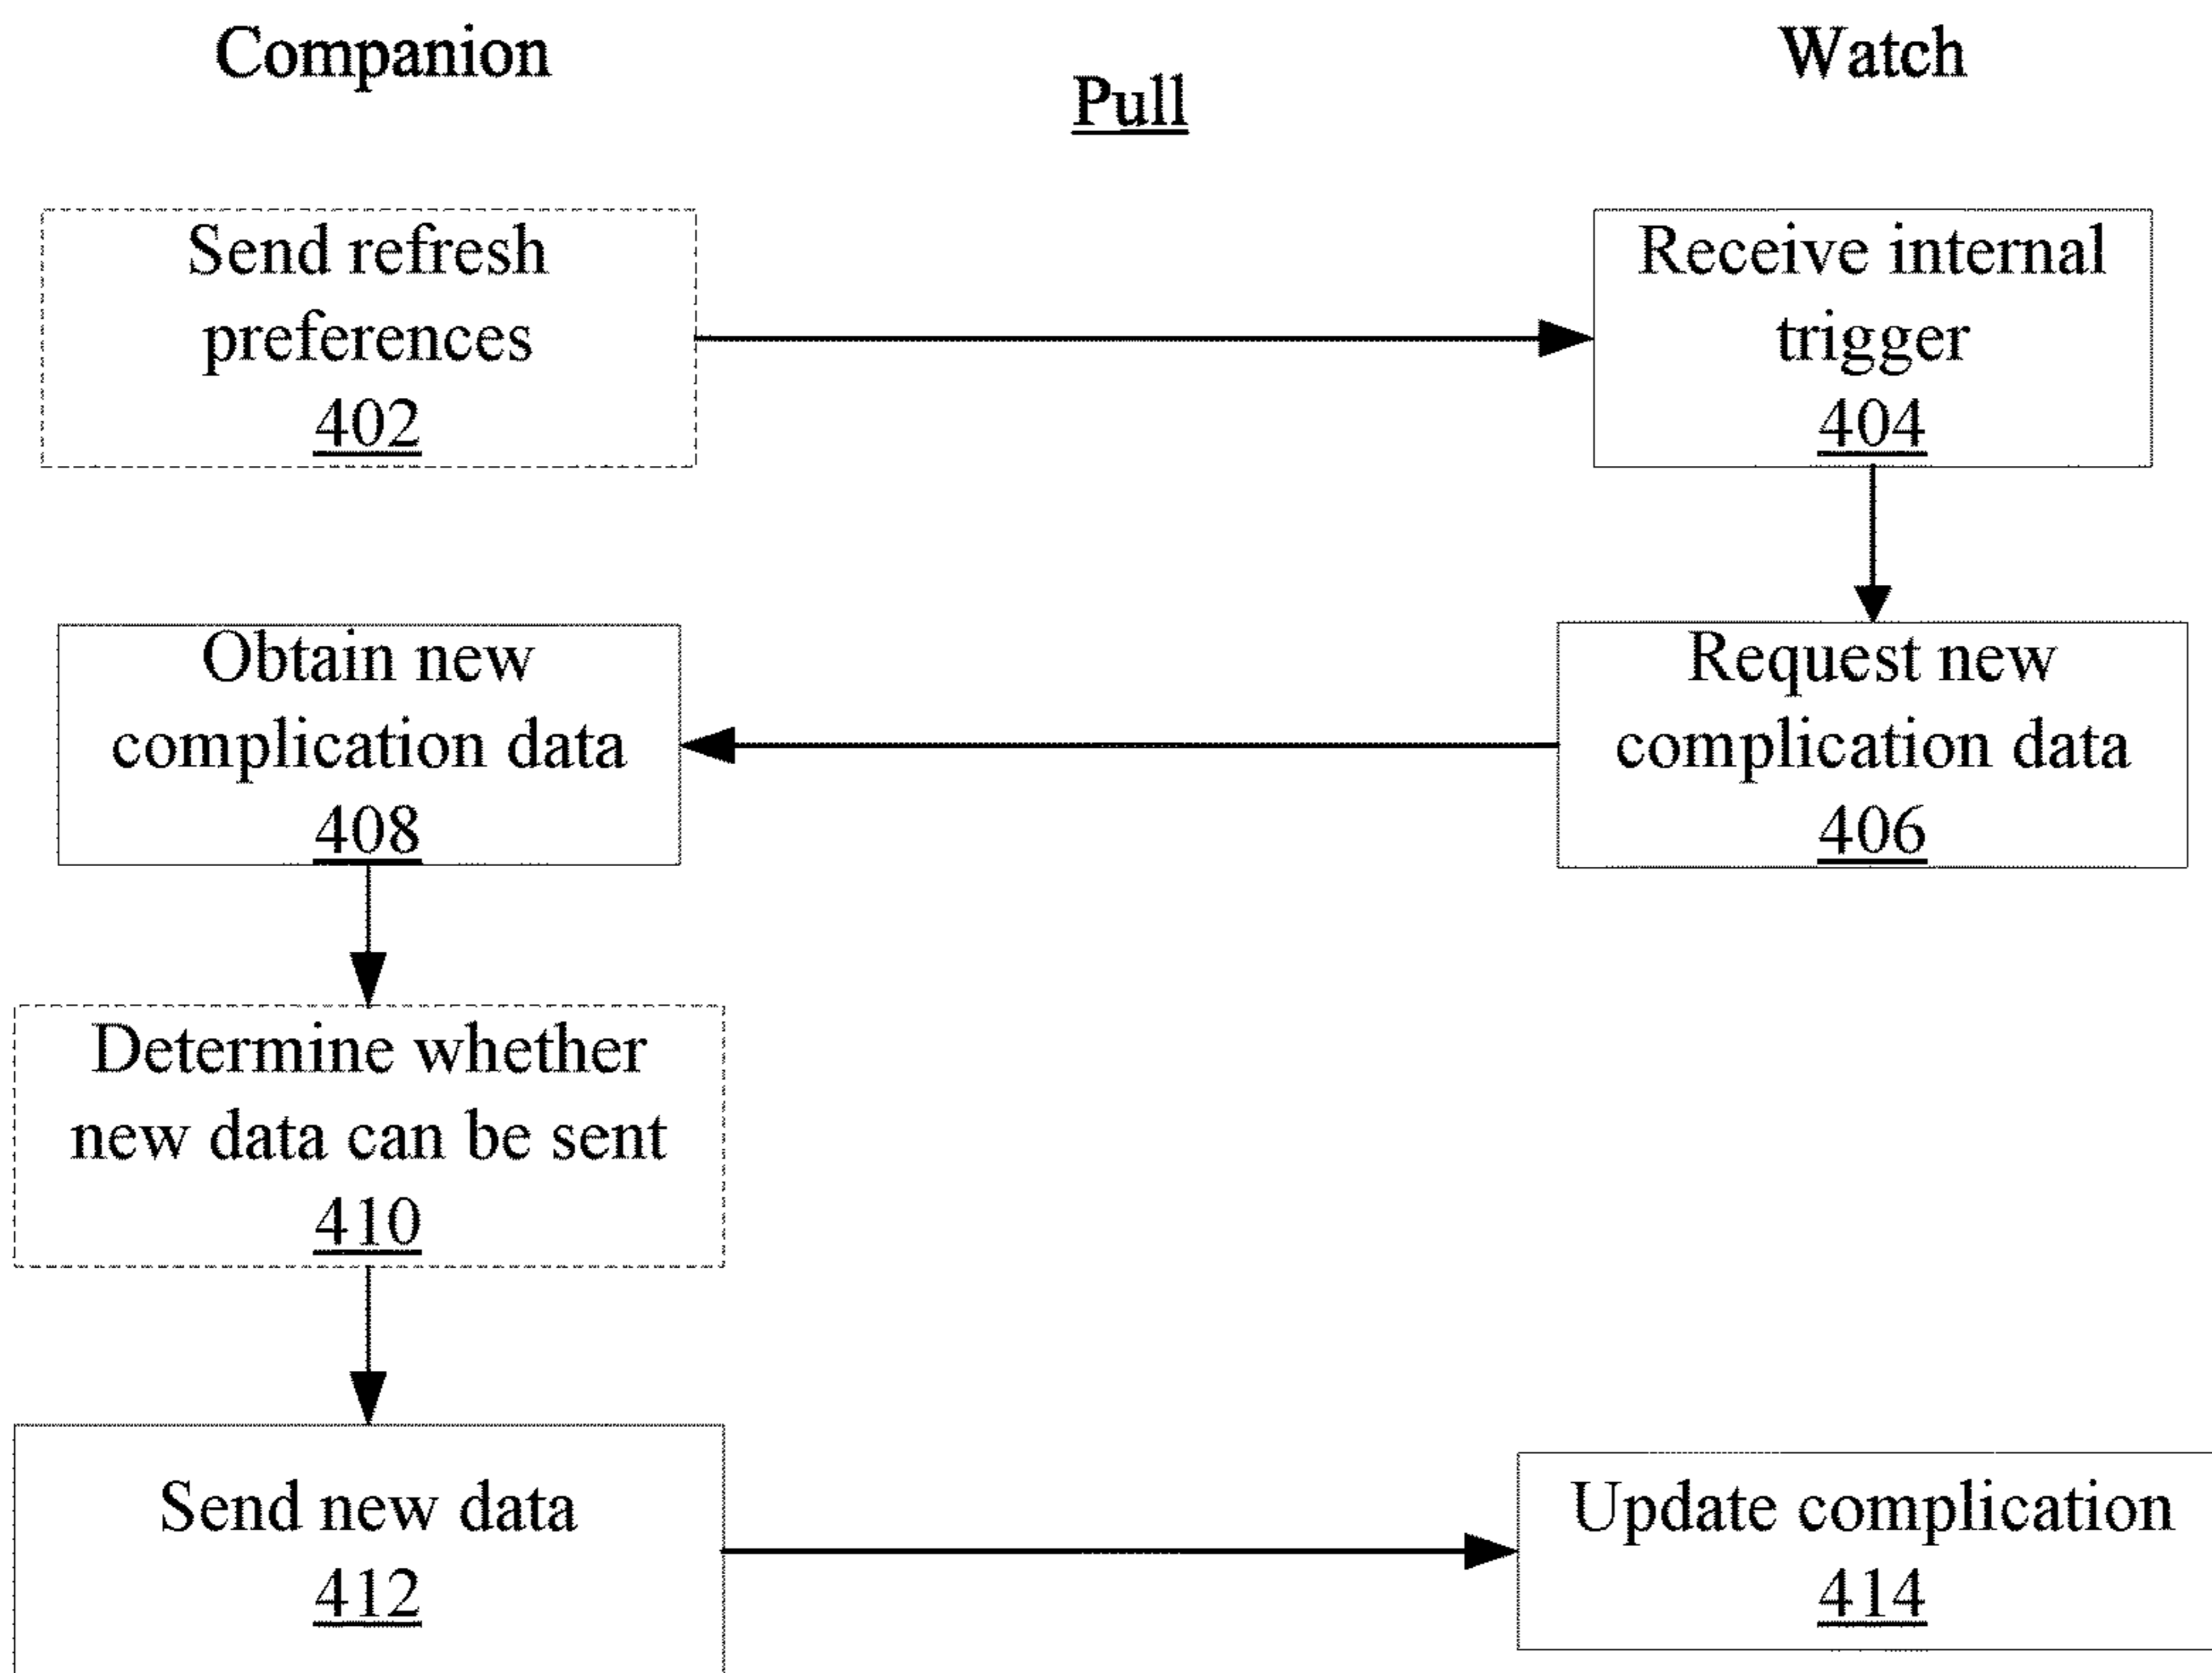 Companion
Pull
Watch
Send refresh
preferences
402
Receive internal
trigger
404
Obtain new
complication data
408
Request new
complication data
406
Determine whether
new data can be sent
410
Send new data
412
Update complication
414